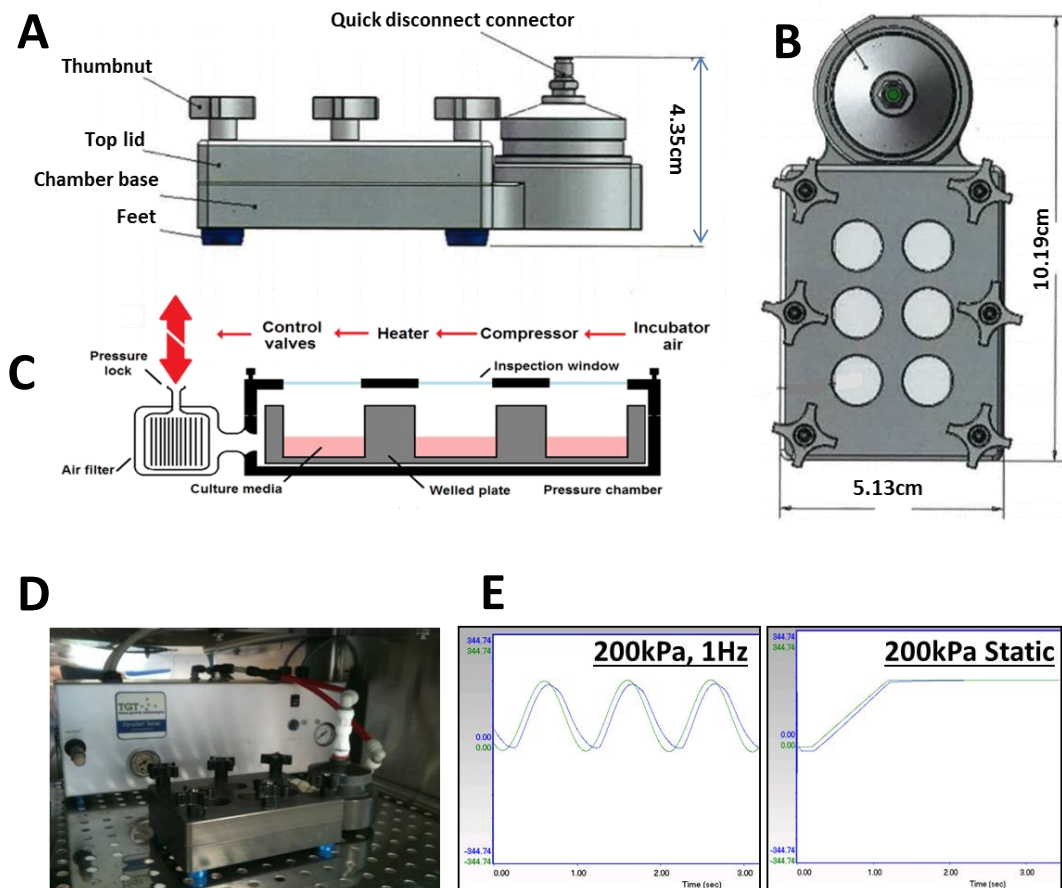 A
Quick disconnect connector
Thumbnut
Top lid
Chamber base
Feet
4.35cm
B
10.19cm
5.13cm
C
Pressure
lock
Control
valves
Heater
Compressor
Incubator
air
Inspection window
Air filter
Culture media
Welled plate
Pressure chamber
D
TGT
E
200kPa, 1Hz
344.74
344.74
0.00
0.00
-344.74
-344.74
0.00
1.00
2.00
3.00
Time (sec)
200kPa Static
344.74
344.74
0.00
0.00
-344.74
-344.74
0.00
1.00
2.00
3.00
Time (sec)